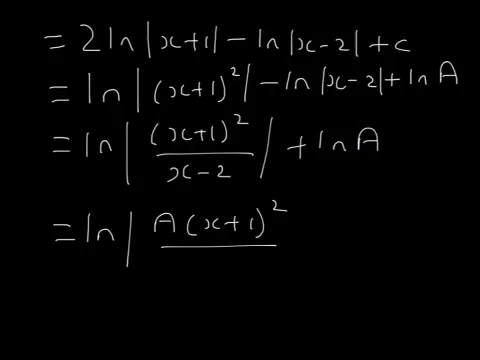 = 2 ln|x+1| - ln|x-2| + c
= ln|(x+1)²| - ln|x-2| + ln A
= ln|(x+1)²/(x-2)| + ln A
= ln|A(x+1)²/